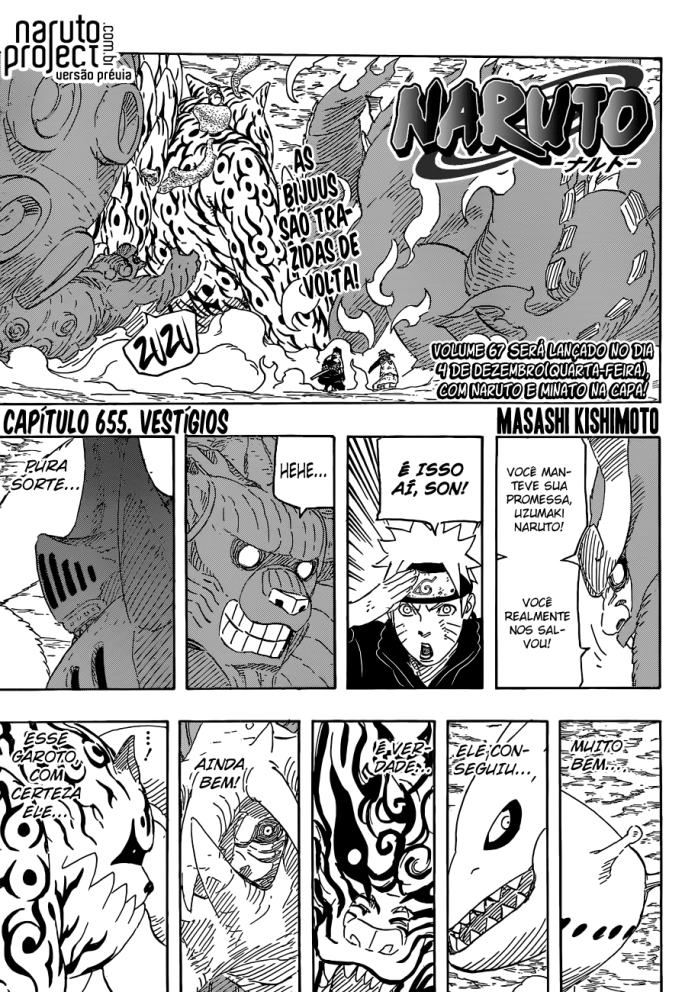 naruto
project
.com.br
versão prévia
NARUTO
-ナルト-
AS
BIJUUS
SÃO TRA-
ZIDAS DE
VOLTA!
ZUZU
VOLUME 67 SERÁ LANÇADO NO DIA
4 DE DEZEMBRO(QUARTA-FEIRA),
COM NARUTO E MINATO NA CAPA!
CAPÍTULO 655. VESTÍGIOS
MASASHI KISHIMOTO
VOCÊ MAN-
TEVE SUA
PROMESSA,
UZUMAKI
NARUTO!
VOCÊ
REALMENTE
NOS SAL-
VOU!
É ISSO
AÍ, SON!
HEHE...
PURA
SORTE...
MUITO
BEM...
ELE CON-
SEGUIU...
É VER-
DADE...
AINDA
BEM!
...!
ESSE
GAROTO,
COM
CERTEZA
ELE...